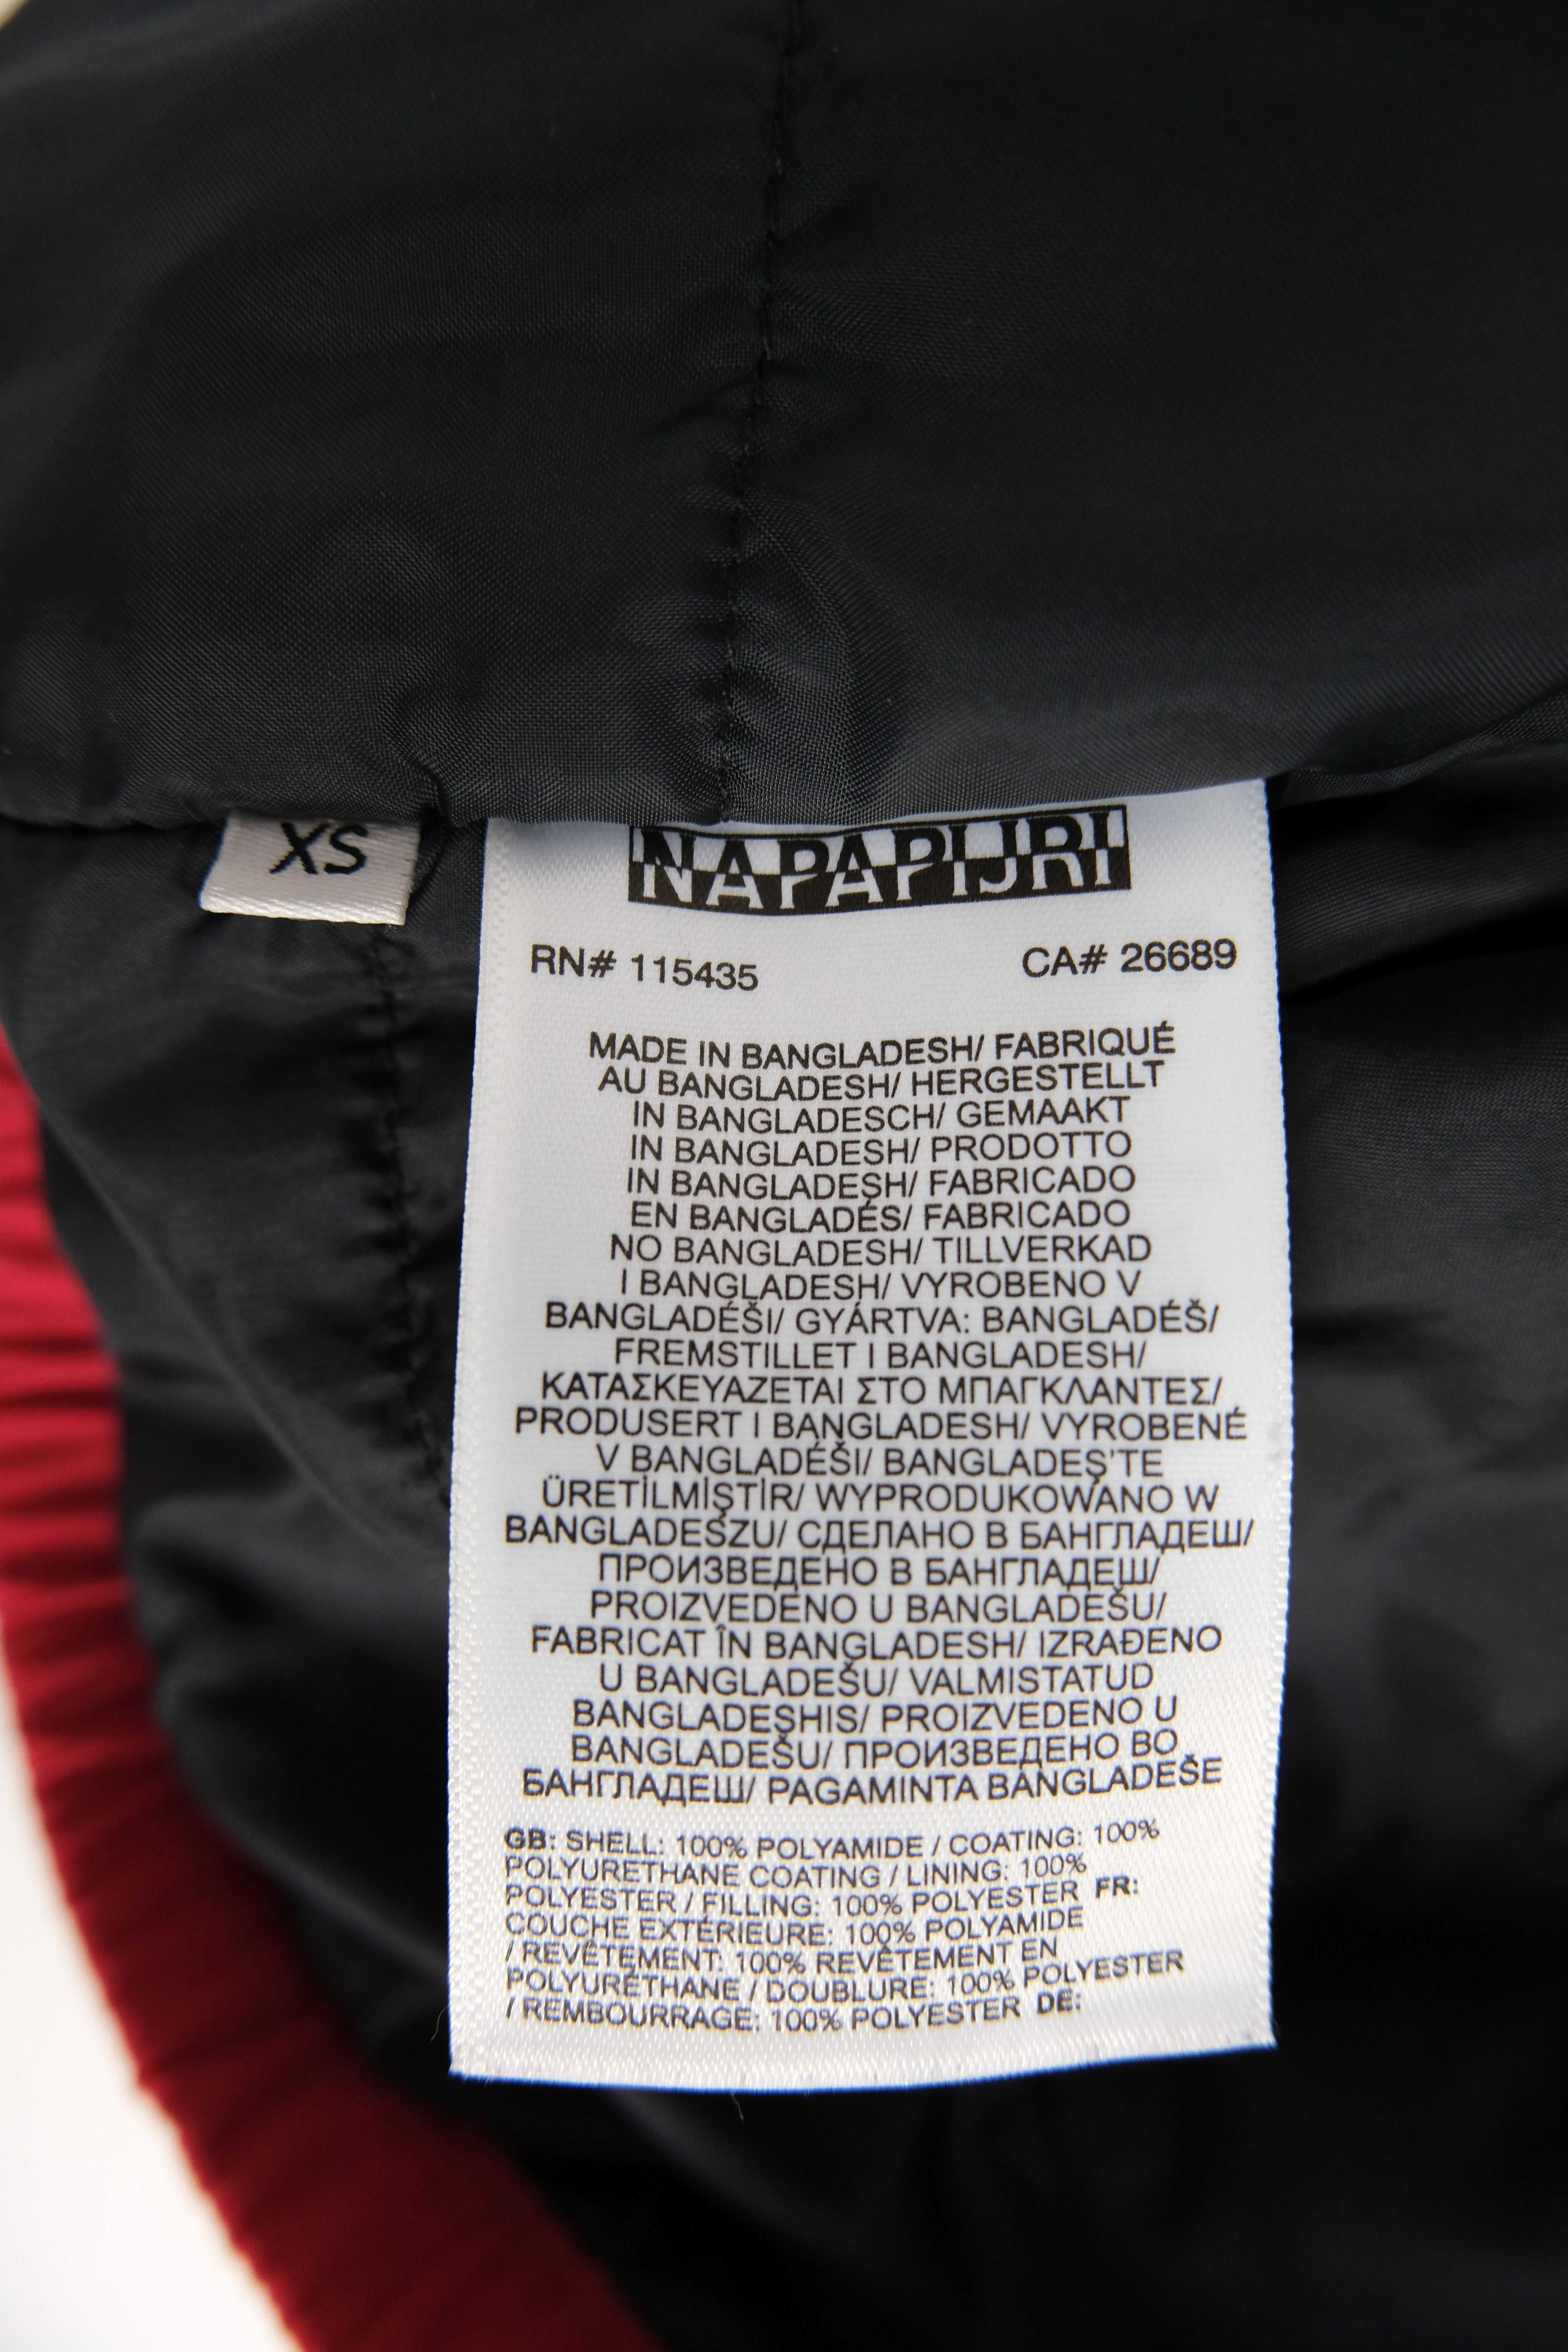 XS
NAPAPIJRI
RN# 115435 CA# 26689
MADE IN BANGLADESH/ FABRIQUÉ
AU BANGLADESH/ HERGESTELLT
IN BANGLADESCH/ GEMAAKT
IN BANGLADESH/ PRODOTTO
IN BANGLADESH/ FABRICADO
EN BANGLADÉS/ FABRICADO
NO BANGLADESH/ TILLVERKAD
I BANGLADESH/ VYROBENO V
BANGLADÉŠI/ GYÁRTVA: BANGLADÉŠ/
FREMSTILLET I BANGLADESH/
ΚΑΤΑΣΚΕΥΑΖΕΤΑΙ ΣΤΟ ΜΠΑΓΚΛΑΝΤΕΣ/
PRODUSERT I BANGLADESH/ VYROBENÉ
V BANGLADÉŠI/ BANGLADEŞ'TE
ÜRETİLMİŞTİR/ WYPRODUKOWANO W
BANGLADESZU/ СДЕЛАНО В БАНГЛАДЕШ/
ПРОИЗВЕДЕНО В БАНГЛАДЕШ/
PROIZVEDENO U BANGLADEŠU/
FABRICAT ÎN BANGLADESH/ IZRAĐENO
U BANGLADEŠU/ VALMISTATUD
BANGLADESHIS/ PROIZVEDENO U
BANGLADEŠU/ ПРОИЗВЕДЕНО ВО
БАНГЛАДЕШ/ PAGAMINTA BANGLADEŠE
GB: SHELL: 100% POLYAMIDE / COATING: 100%
POLYURETHANE COATING / LINING: 100%
POLYESTER / FILLING: 100% POLYESTER FR:
COUCHE EXTÉRIEURE: 100% POLYAMIDE
/ REVÊTEMENT: 100% REVÊTEMENT EN
POLYURÉTHANE / DOUBLURE: 100% POLYESTER
/ REMBOURRAGE: 100% POLYESTER DE: